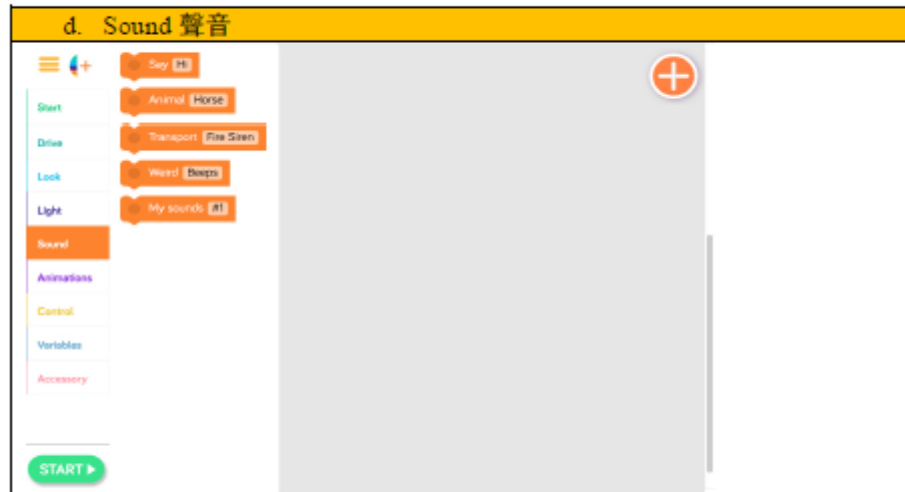 d. Sound 聲音
Start
Drive
Look
Light
Sound
Animations
Control
Variables
Accessory
START
Say Hi
Animal Horse
Transport Fire Siren
Weird Beeps
My sounds #1